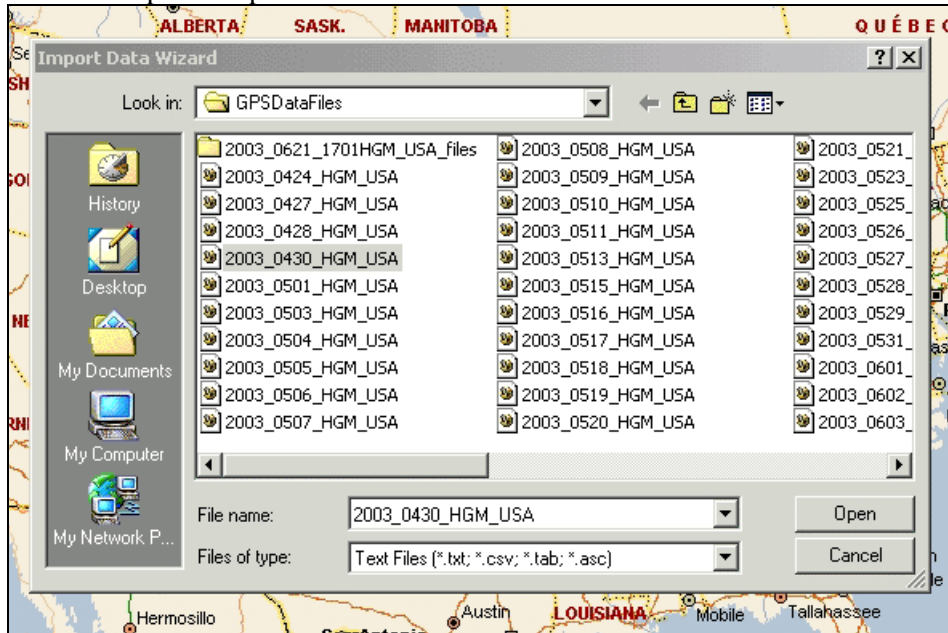 ALBERTA
SASK.
MANITOBA
QUÉBEC
Import Data Wizard
Look in:
GPSDataFiles
History
Desktop
My Documents
My Computer
My Network P...
2003_0621_1701HGM_USA_files
2003_0424_HGM_USA
2003_0427_HGM_USA
2003_0428_HGM_USA
2003_0430_HGM_USA
2003_0501_HGM_USA
2003_0503_HGM_USA
2003_0504_HGM_USA
2003_0505_HGM_USA
2003_0506_HGM_USA
2003_0507_HGM_USA
2003_0508_HGM_USA
2003_0509_HGM_USA
2003_0510_HGM_USA
2003_0511_HGM_USA
2003_0513_HGM_USA
2003_0515_HGM_USA
2003_0516_HGM_USA
2003_0517_HGM_USA
2003_0518_HGM_USA
2003_0519_HGM_USA
2003_0520_HGM_USA
2003_0521_
2003_0523_
2003_0525_
2003_0526_
2003_0527_
2003_0528_
2003_0529_
2003_0531_
2003_0601_
2003_0602_
2003_0603_
File name:
2003_0430_HGM_USA
Open
Files of type:
Text Files (*.txt; *.csv; *.tab; *.asc)
Cancel
Hermosillo
Austin
LOUISIANA
Mobile
Tallahassee